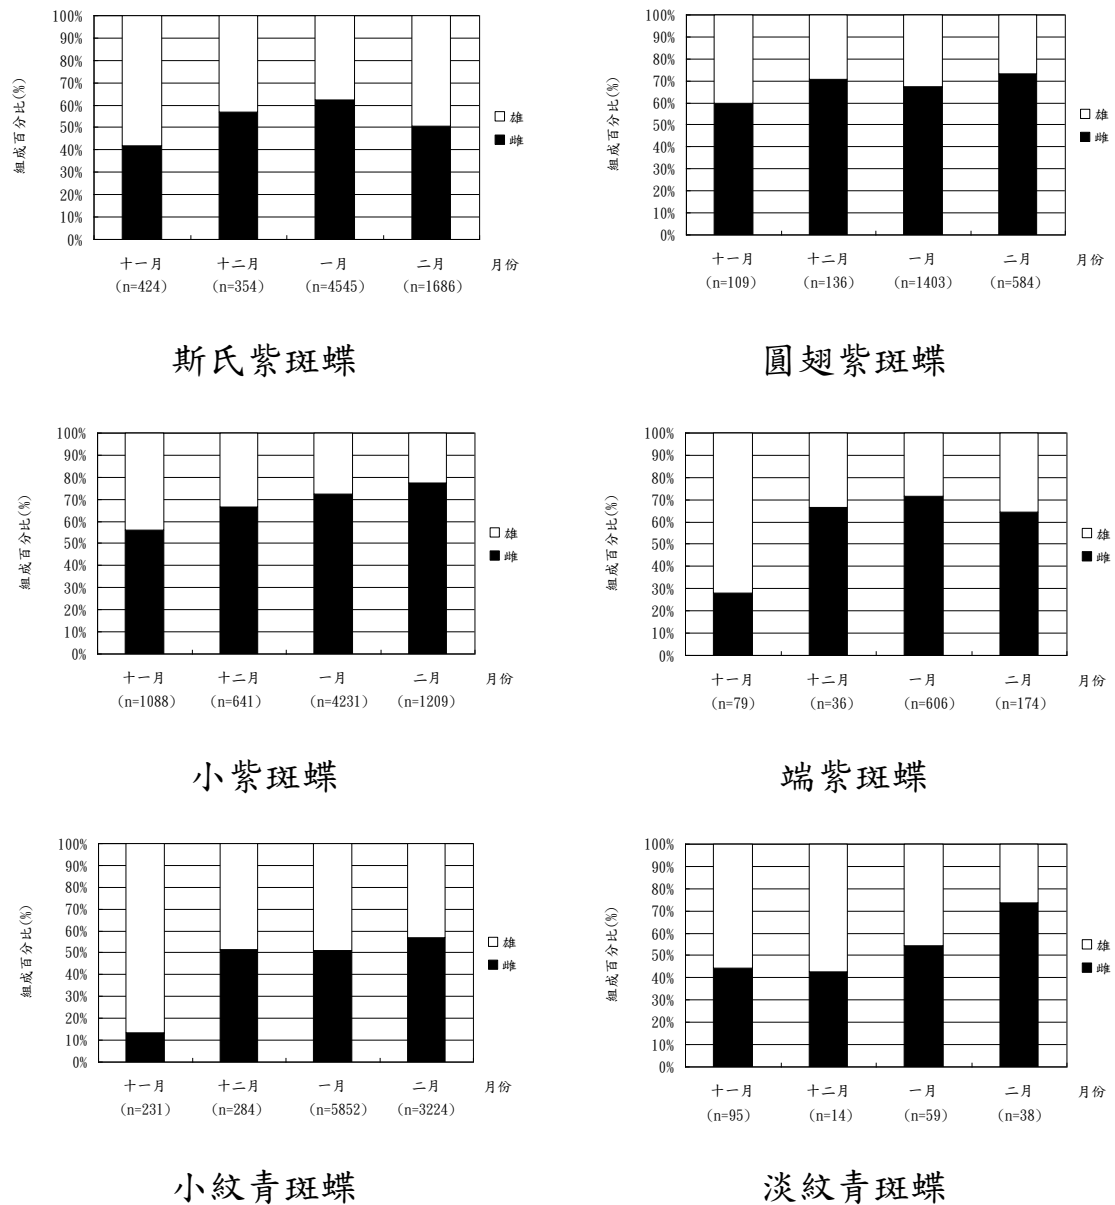 100%
90%
80%
70%
60%
50%
40%
30%
20%
10%
0%
組成百分比(%)
雄
雌
十一月 十二月 一月 二月 月份
(n=424) (n=354) (n=4545) (n=1686)
斯氏紫斑蝶
100%
90%
80%
70%
60%
50%
40%
30%
20%
10%
0%
組成百分比(%)
雄
雌
十一月 十二月 一月 二月 月份
(n=109) (n=136) (n=1403) (n=584)
圓翅紫斑蝶
100%
90%
80%
70%
60%
50%
40%
30%
20%
10%
0%
組成百分比(%)
雄
雌
十一月 十二月 一月 二月 月份
(n=1088) (n=641) (n=4231) (n=1209)
小紫斑蝶
100%
90%
80%
70%
60%
50%
40%
30%
20%
10%
0%
組成百分比(%)
雄
雌
十一月 十二月 一月 二月 月份
(n=79) (n=36) (n=606) (n=174)
端紫斑蝶
100%
90%
80%
70%
60%
50%
40%
30%
20%
10%
0%
組成百分比(%)
雄
雌
十一月 十二月 一月 二月 月份
(n=231) (n=284) (n=5852) (n=3224)
小紋青斑蝶
100%
90%
80%
70%
60%
50%
40%
30%
20%
10%
0%
組成百分比(%)
雄
雌
十一月 十二月 一月 二月 月份
(n=95) (n=14) (n=59) (n=38)
淡紋青斑蝶